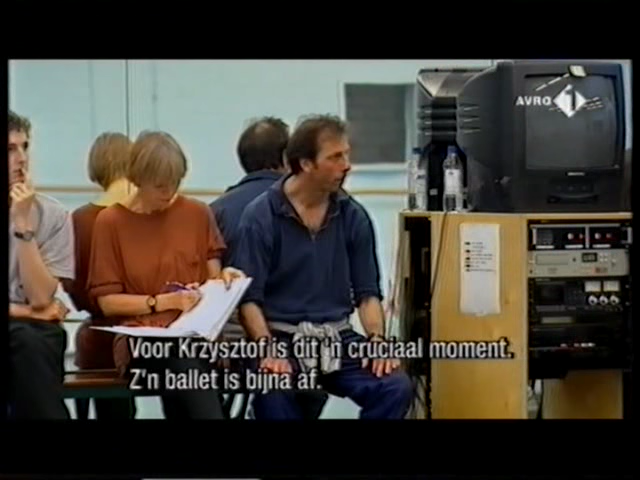 AVRO 1
Voor Krzysztof is dit 'n cruciaal moment.
Z'n ballet is bijna af.